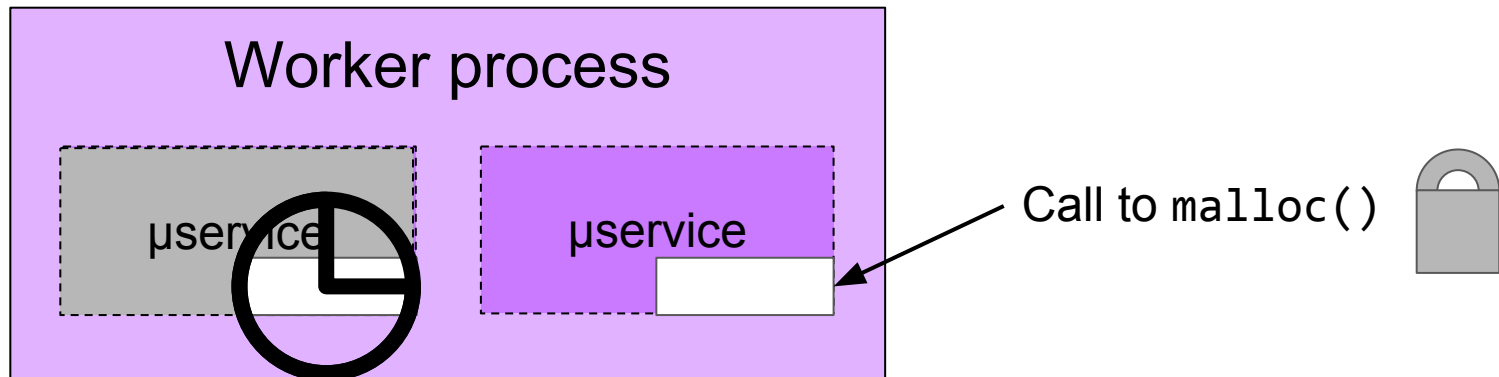 Worker process
µservice
µservice
Call to malloc()